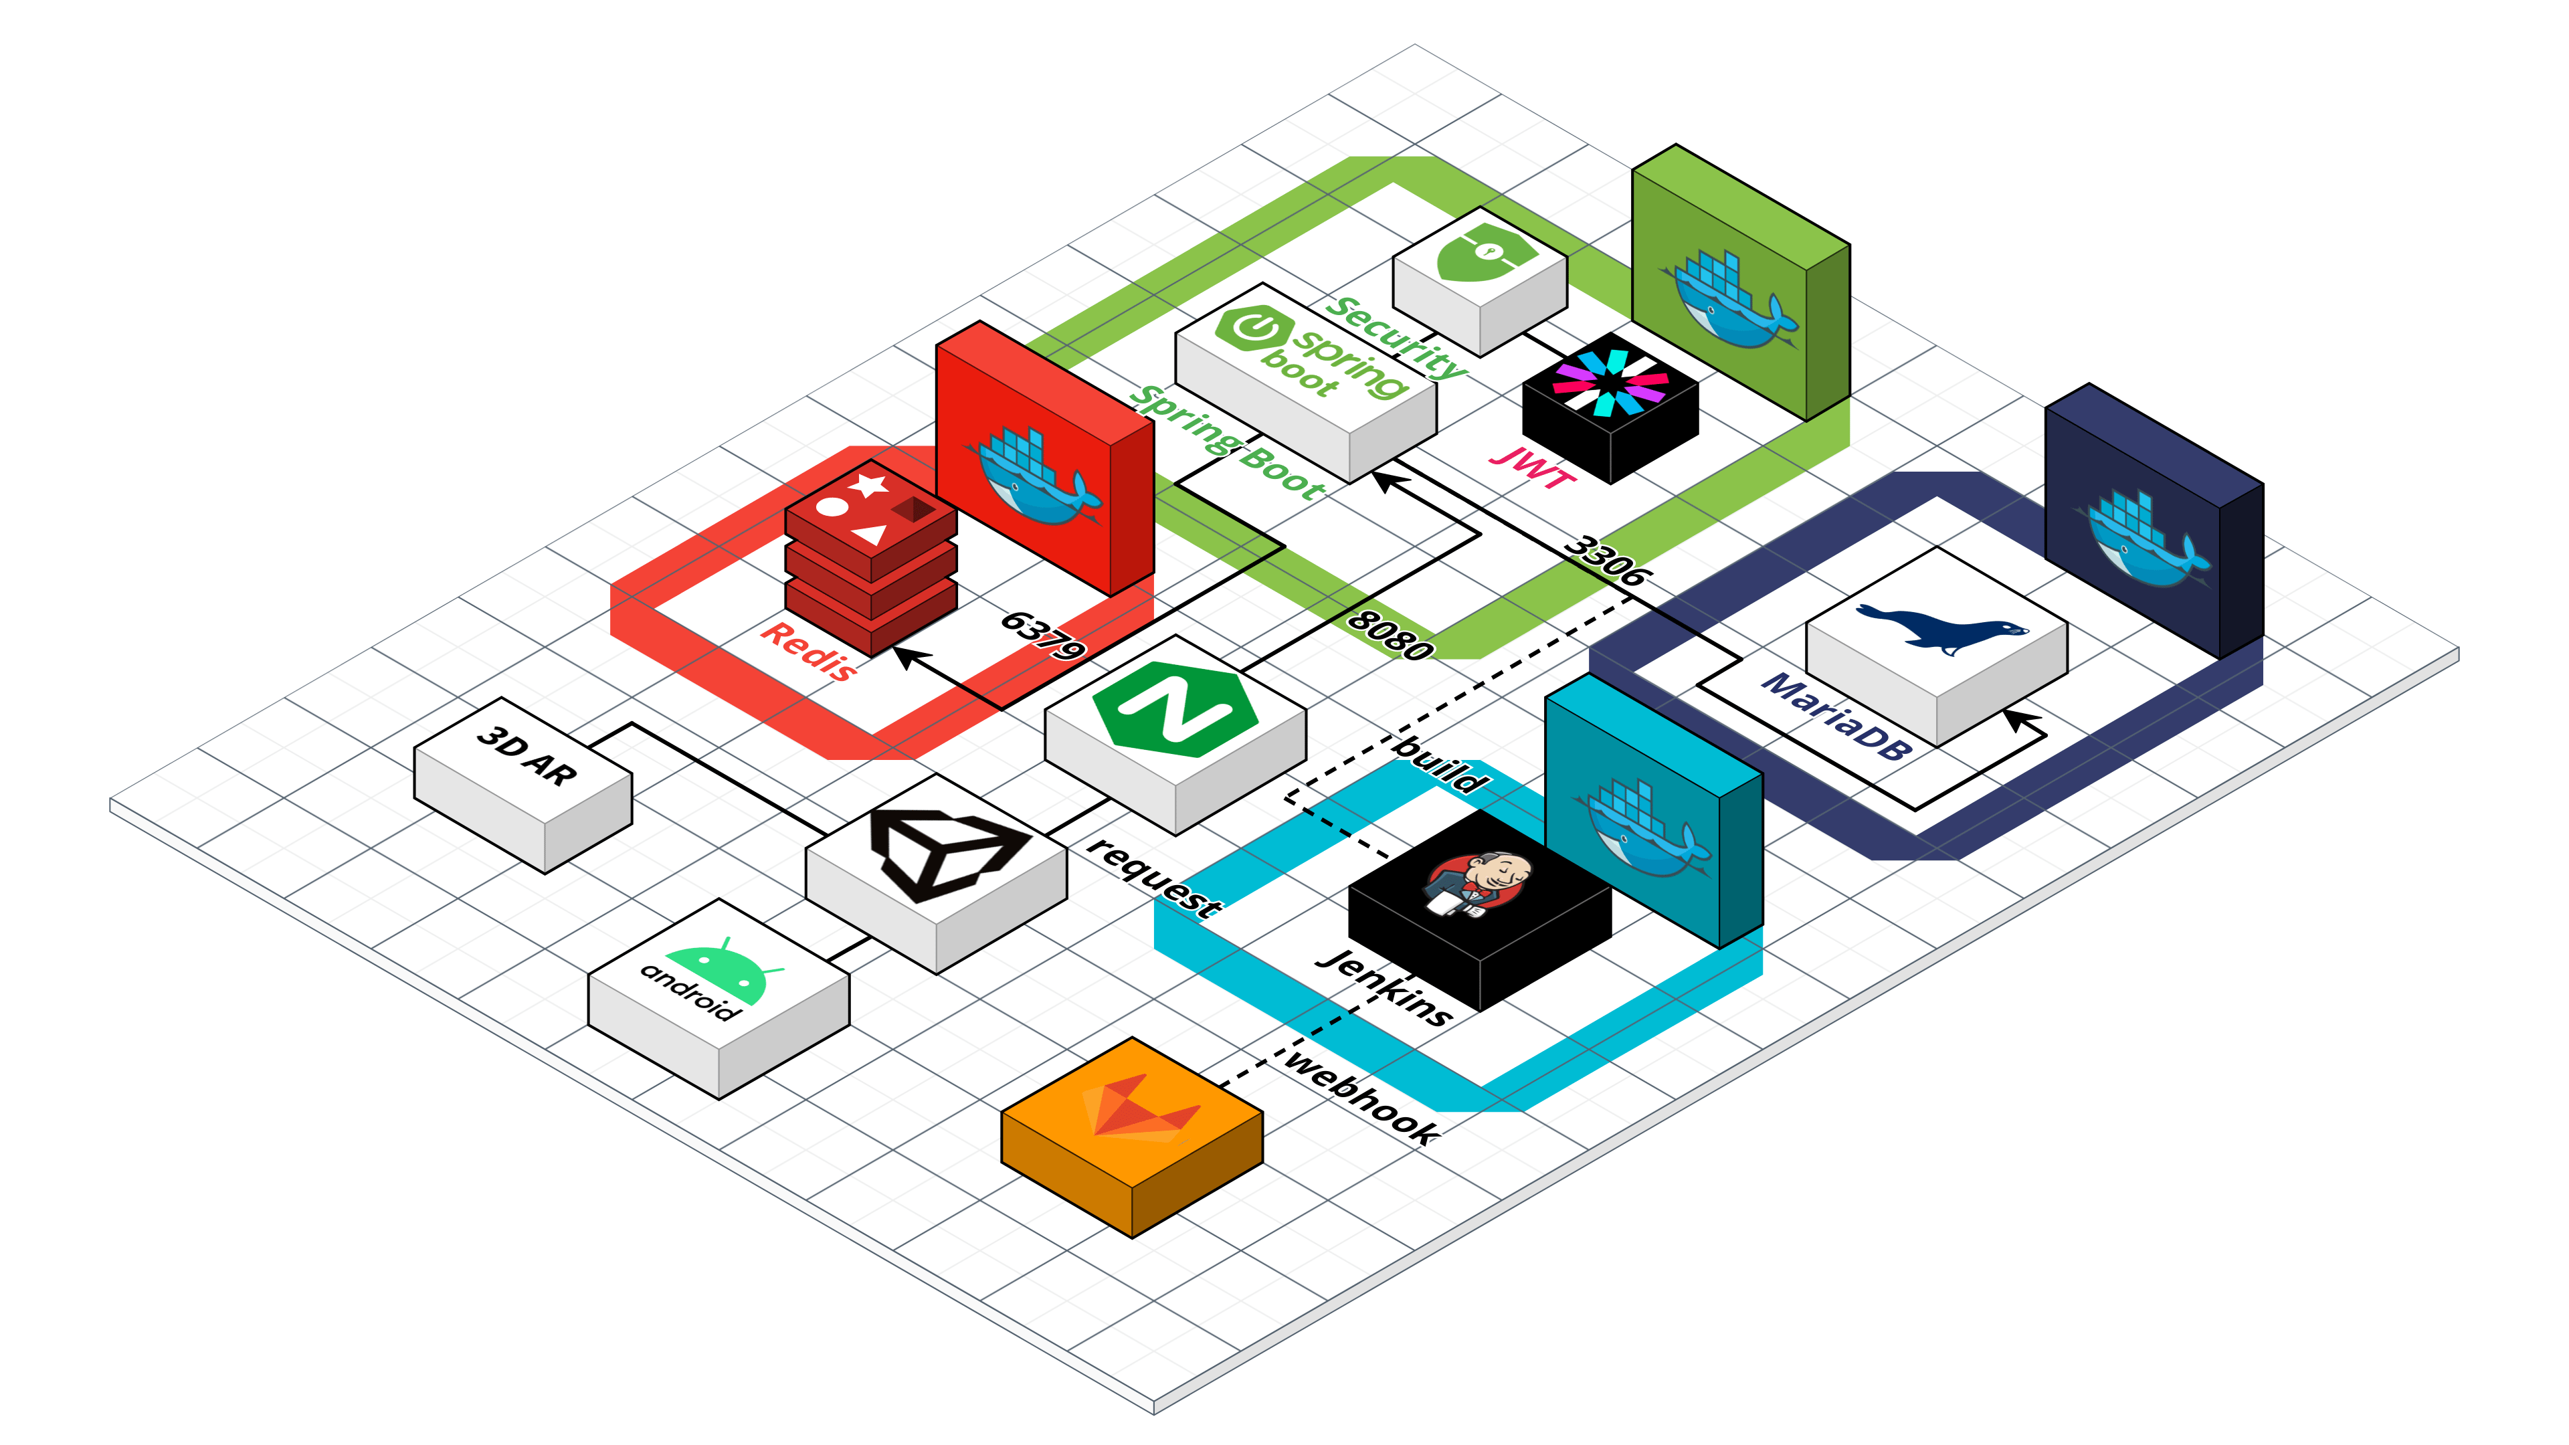 Security
spring
boot
Spring Boot
JWT
3306
6379
8080
Redis
MariaDB
3D AR
build
request
android
Jenkins
webhook